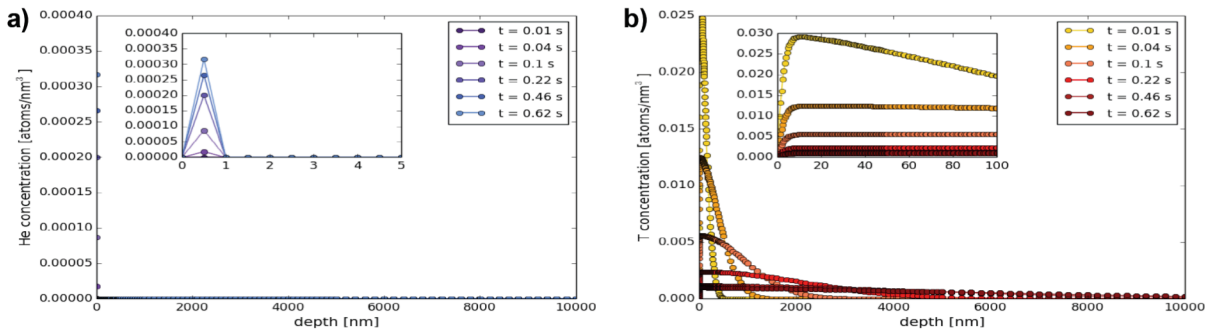 a)
He concentration [atoms/nm³]
0.00040
0.00035
0.00030
0.00025
0.00020
0.00015
0.00010
0.00005
0.00000
0.00040
0.00035
0.00030
0.00025
0.00020
0.00015
0.00010
0.00005
0.00000
0 1 2 3 4 5
t = 0.01 s
t = 0.04 s
t = 0.1 s
t = 0.22 s
t = 0.46 s
t = 0.62 s
0 2000 4000 6000 8000 10000
depth [nm]
b)
T concentration [atoms/nm³]
0.025
0.020
0.015
0.010
0.005
0.000
0.030
0.025
0.020
0.015
0.010
0.005
0.000
0 20 40 60 80 100
t = 0.01 s
t = 0.04 s
t = 0.1 s
t = 0.22 s
t = 0.46 s
t = 0.62 s
0 2000 4000 6000 8000 10000
depth [nm]